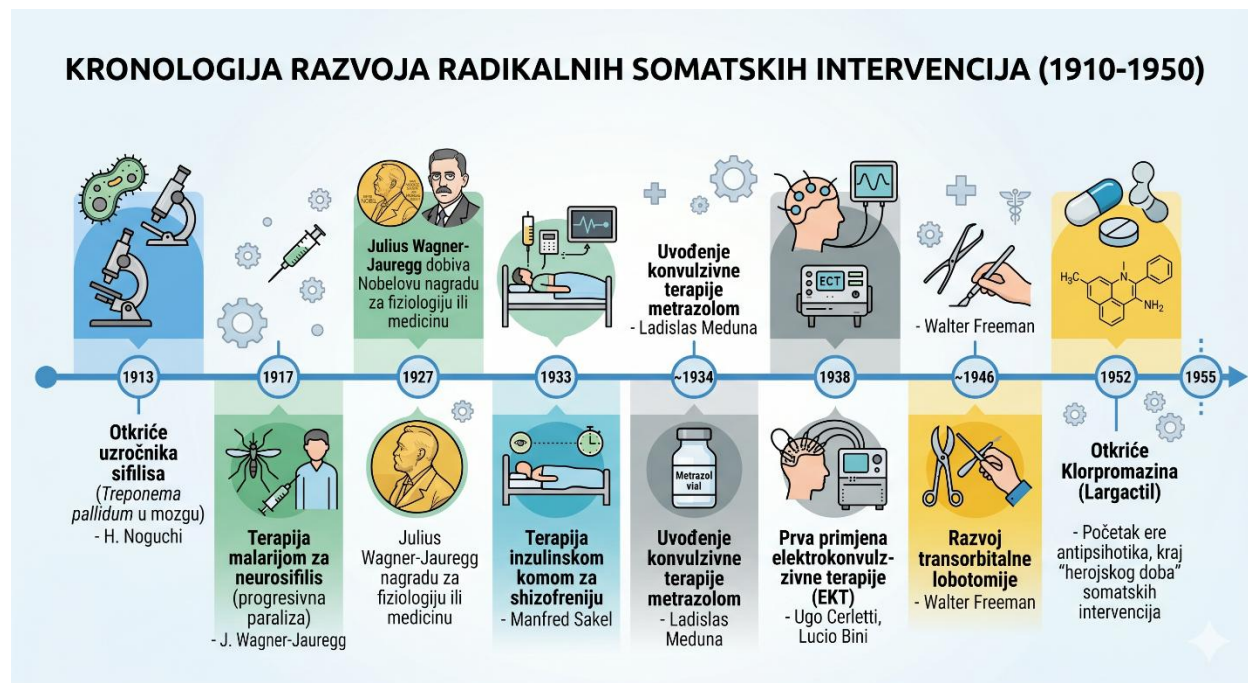 KRONOLOGIJA RAZVOJA RADIKALNIH SOMATSKIH INTERVENCIJA (1910-1950)
Julius Wagner-
Jauregg dobiva
Nobelovu nagradu
za fiziologiju ili
medicinu
Uvođenje
konvulzivne
terapije
metrazolom
- Ladislas Meduna
ECT
- Walter Freeman
H₃C
N
NH₂
1913
1917
1927
1933
~1934
1938
~1946
1952
1955
Otkriće
uzročnika
sifilisa
(Treponema
pallidum u mozgu)
- H. Noguchi
Terapija
malarijom za
neurosifilis
(progresivna
paraliza)
- J. Wagner-Jauregg
Julius
Wagner-Jauregg
nagradu za
fiziologiju ili
medicinu
Terapija
inzulinskom
komom za
shizofreniju
- Manfred Sakel
Metrazol
vial
Uvođenje
konvulzivne
terapije
metrazolom
- Ladislas
Meduna
Prva primjena
elektrokonvulz-
zivne terapije
(EKT)
- Ugo Cerletti,
Lucio Bini
Razvoj
transorbitalne
lobotomije
- Walter Freeman
Otkriće
Klorpromazina
(Largactil)
- Početak ere
antipsihotika, kraj
"herojskog doba"
somatskih
intervencija